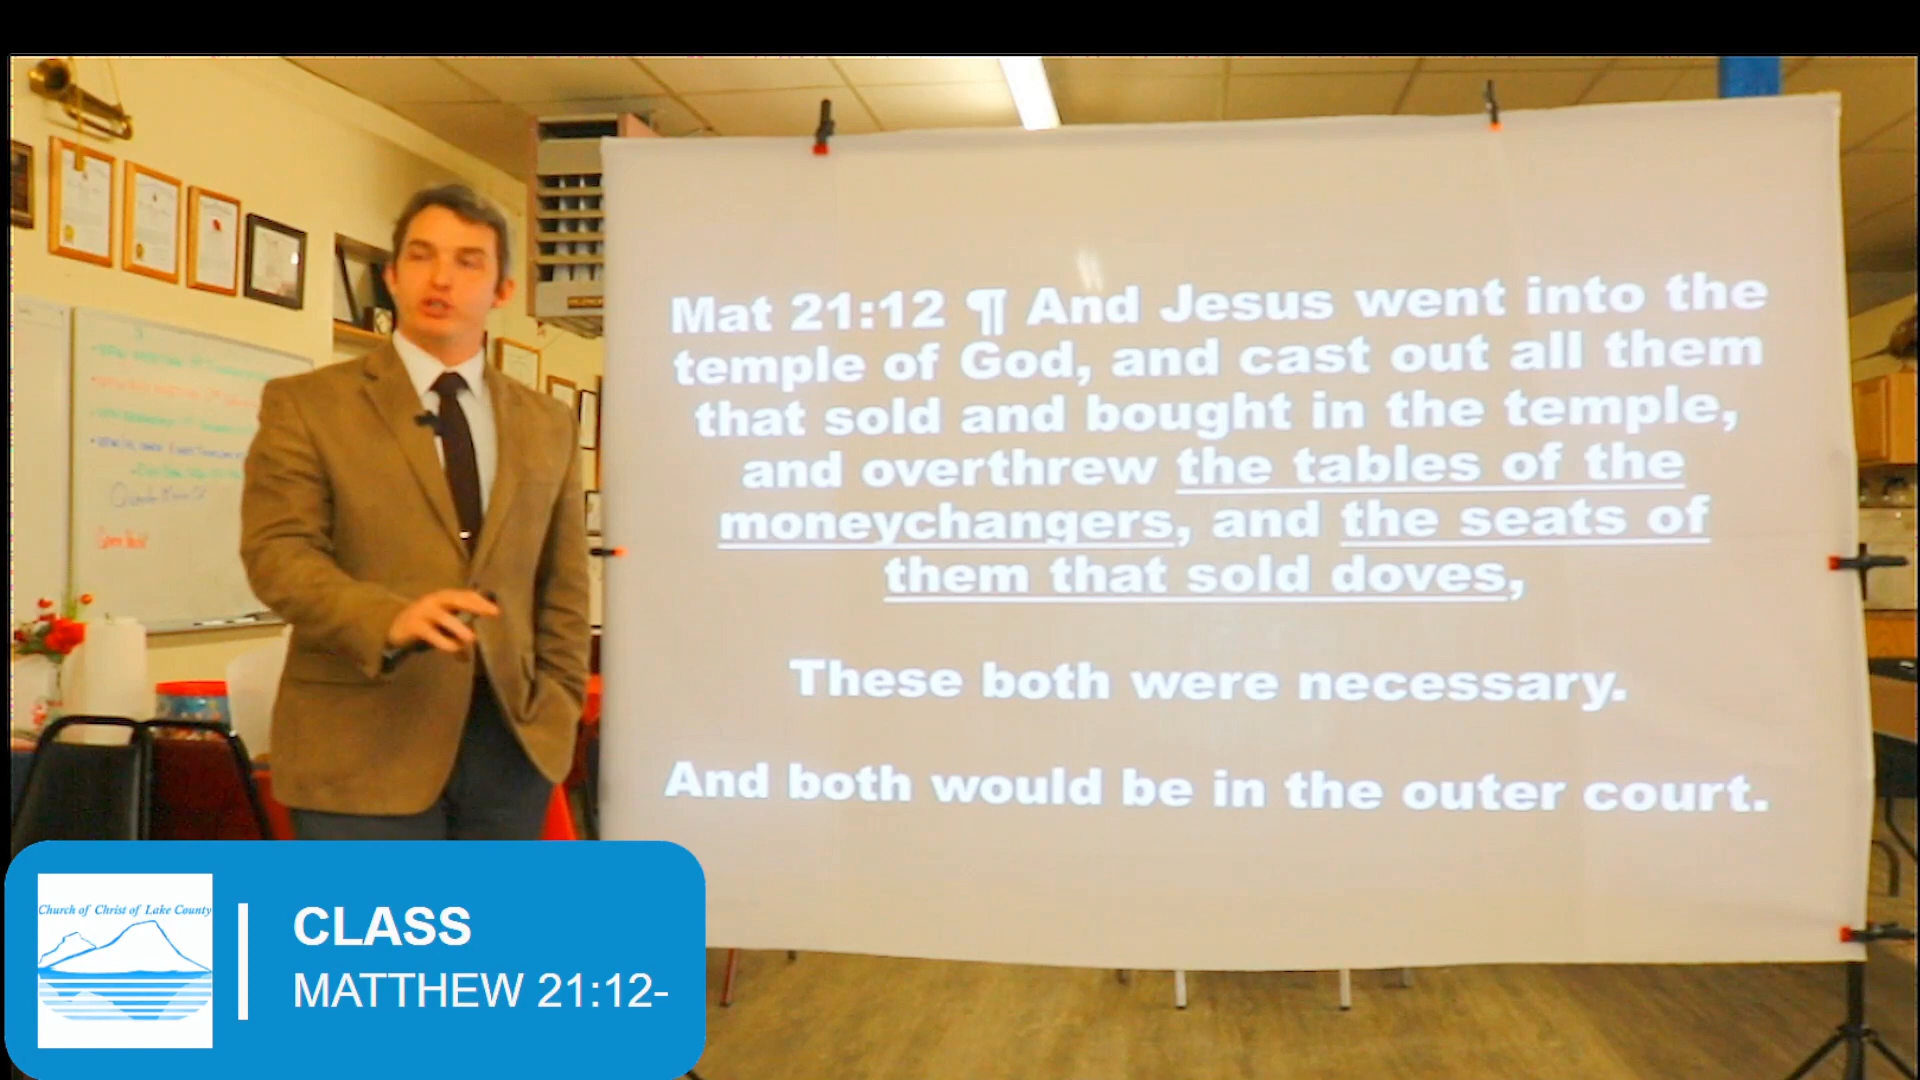 Mat 21:12 ¶ And Jesus went into the
temple of God, and cast out all them
that sold and bought in the temple,
and overthrew the tables of the
moneychangers, and the seats of
them that sold doves,
These both were necessary.
And both would be in the outer court.
Church of Christ of Lake County
CLASS
MATTHEW 21:12-